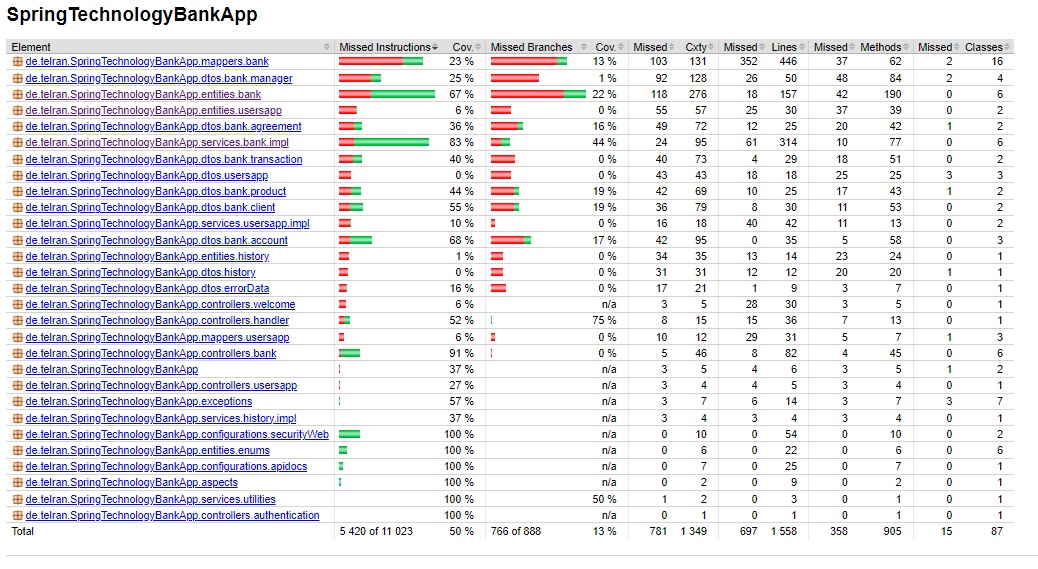 SpringTechnologyBankApp
Element Missed Instructions Cov. Missed Branches Cov. Missed Cxty Missed Lines Missed Methods Missed Classes
de.telran.SpringTechnologyBankApp.mappers.bank 23 % 13 % 103 131 352 446 37 62 2 16
de.telran.SpringTechnologyBankApp.dtos.bank.manager 25 % 1 % 92 128 26 50 48 84 2 4
de.telran.SpringTechnologyBankApp.entities.bank 67 % 22 % 118 276 18 157 42 190 0 6
de.telran.SpringTechnologyBankApp.entities.usersapp 6 % 0 % 55 57 25 30 37 39 0 2
de.telran.SpringTechnologyBankApp.dtos.bank.agreement 36 % 16 % 49 72 12 25 20 42 1 2
de.telran.SpringTechnologyBankApp.services.bank.impl 83 % 44 % 24 95 61 314 10 77 0 6
de.telran.SpringTechnologyBankApp.dtos.bank.transaction 40 % 0 % 40 73 4 29 18 51 0 2
de.telran.SpringTechnologyBankApp.dtos.usersapp 0 % 0 % 43 43 18 18 25 25 3 3
de.telran.SpringTechnologyBankApp.dtos.bank.product 44 % 19 % 42 69 10 25 17 43 1 2
de.telran.SpringTechnologyBankApp.dtos.bank.client 55 % 19 % 36 79 8 30 11 53 0 2
de.telran.SpringTechnologyBankApp.services.usersapp.impl 10 % 0 % 16 18 40 42 11 13 0 2
de.telran.SpringTechnologyBankApp.dtos.bank.account 68 % 17 % 42 95 0 35 5 58 0 3
de.telran.SpringTechnologyBankApp.entities.history 1 % 0 % 34 35 13 14 23 24 0 1
de.telran.SpringTechnologyBankApp.dtos.history 0 % 0 % 31 31 12 12 20 20 1 1
de.telran.SpringTechnologyBankApp.dtos.errorData 16 % 0 % 17 21 1 9 3 7 0 1
de.telran.SpringTechnologyBankApp.controllers.welcome 6 % n/a 3 5 28 30 3 5 0 1
de.telran.SpringTechnologyBankApp.controllers.handler 52 % 75 % 8 15 15 36 7 13 0 1
de.telran.SpringTechnologyBankApp.mappers.usersapp 6 % 0 % 10 12 29 31 5 7 1 3
de.telran.SpringTechnologyBankApp.controllers.bank 91 % 0 % 5 46 8 82 4 45 0 6
de.telran.SpringTechnologyBankApp 37 % n/a 3 5 4 6 3 5 1 2
de.telran.SpringTechnologyBankApp.controllers.usersapp 27 % n/a 3 4 4 5 3 4 0 1
de.telran.SpringTechnologyBankApp.exceptions 57 % n/a 3 7 6 14 3 7 3 7
de.telran.SpringTechnologyBankApp.services.history.impl 37 % n/a 3 4 3 4 3 4 0 1
de.telran.SpringTechnologyBankApp.configurations.securityWeb 100 % n/a 0 10 0 54 0 10 0 2
de.telran.SpringTechnologyBankApp.entities.enums 100 % n/a 0 6 0 22 0 6 0 6
de.telran.SpringTechnologyBankApp.configurations.apidocs 100 % n/a 0 7 0 25 0 7 0 1
de.telran.SpringTechnologyBankApp.aspects 100 % n/a 0 2 0 9 0 2 0 1
de.telran.SpringTechnologyBankApp.services.utilities 100 % 50 % 1 2 0 3 0 1 0 1
de.telran.SpringTechnologyBankApp.controllers.authentication 100 % n/a 0 1 0 1 0 1 0 1
Total 5 420 of 11 023 50 % 766 of 888 13 % 781 1 349 697 1 558 358 905 15 87